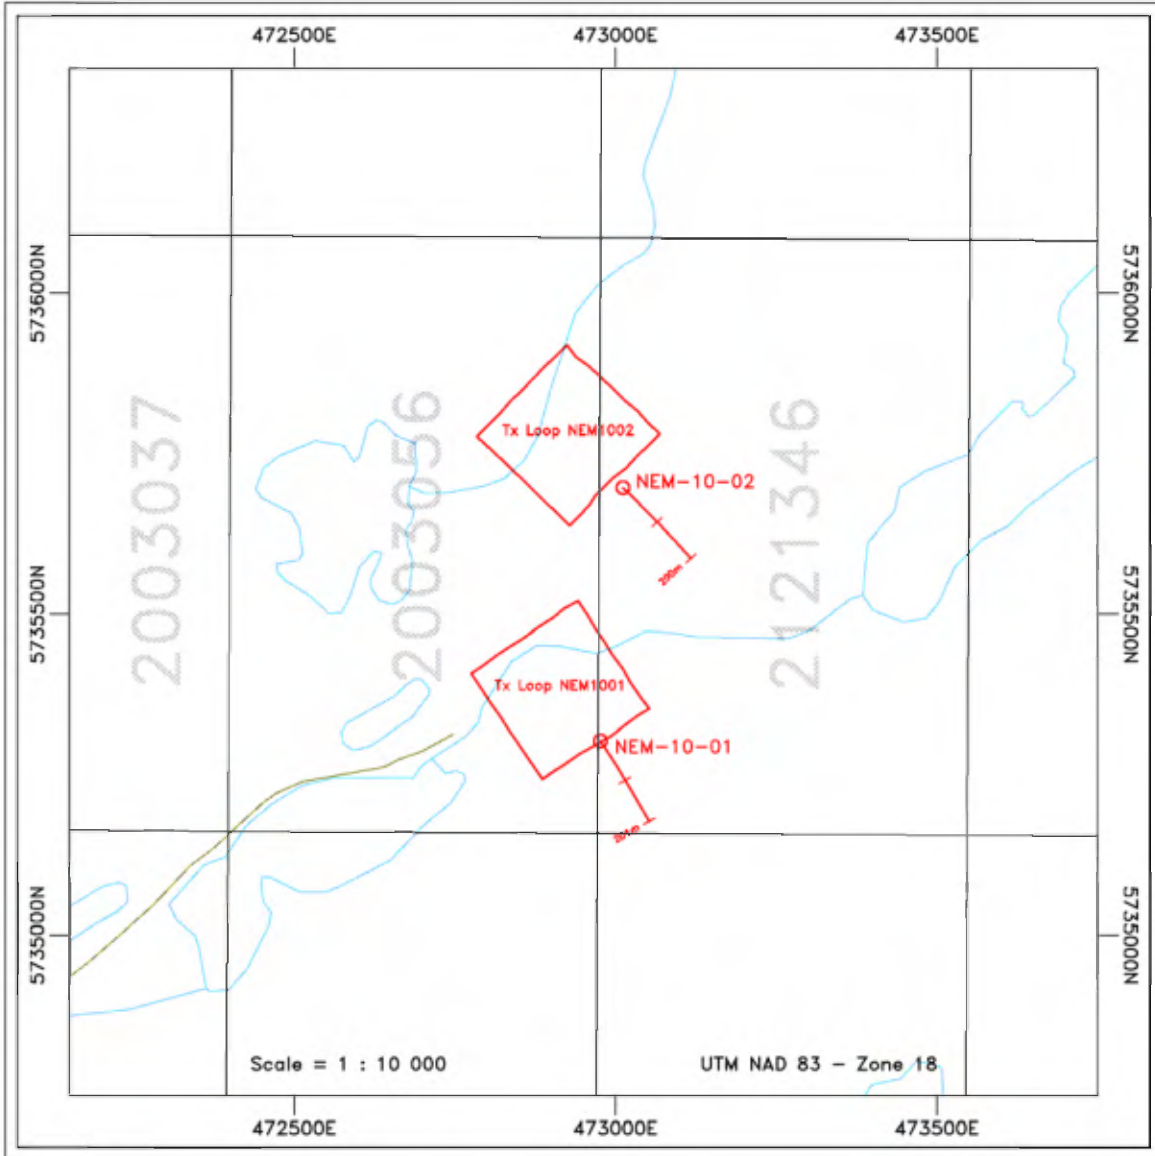 472500E
473000E
473500E
5736000N
5736000N
2003037
2003056
2121346
Tx Loop NEM1002
NEM-10-02
200m
5735500N
5735500N
Tx Loop NEM1001
NEM-10-01
5735000N
5735000N
Scale = 1 : 10 000
UTM NAD 83 - Zone 18
472500E
473000E
473500E